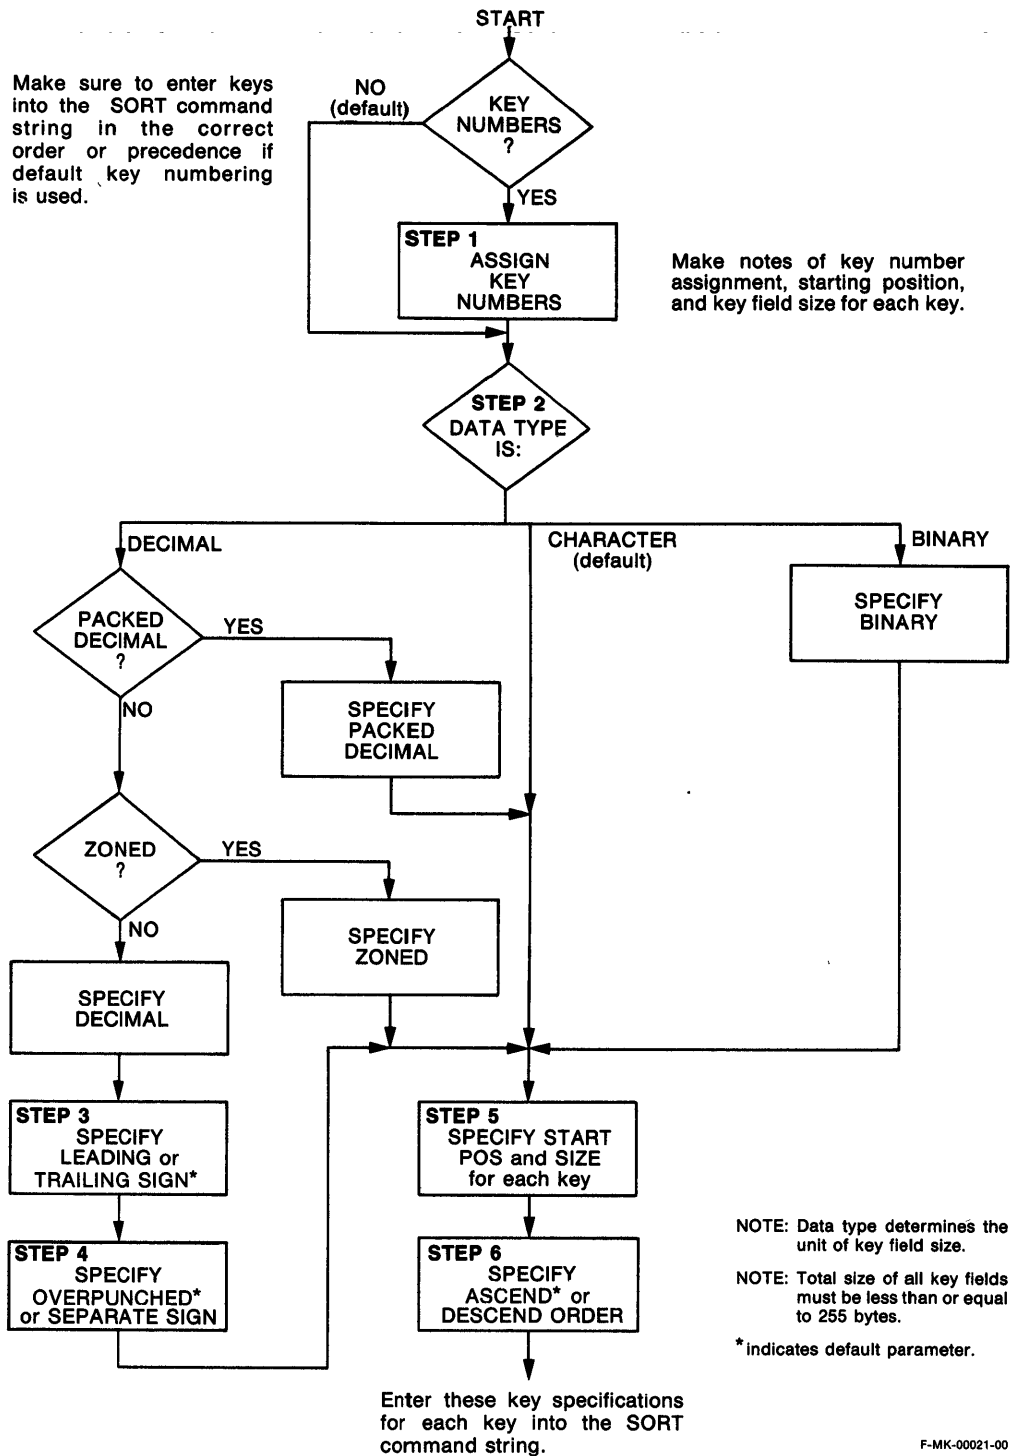 START
Make sure to enter keys
into the SORT command
string in the correct
order or precedence if
default key numbering
is used.
NO
(default)
KEY
NUMBERS
?
YES
STEP 1
ASSIGN
KEY
NUMBERS
Make notes of key number
assignment, starting position,
and key field size for each key.
STEP 2
DATA TYPE
IS:
DECIMAL
CHARACTER
(default)
BINARY
PACKED
DECIMAL
?
YES
SPECIFY
BINARY
NO
SPECIFY
PACKED
DECIMAL
ZONED
?
YES
NO
SPECIFY
ZONED
SPECIFY
DECIMAL
STEP 3
SPECIFY
LEADING or
TRAILING SIGN*
STEP 5
SPECIFY START
POS and SIZE
for each key
STEP 4
SPECIFY
OVERPUNCHED*
or SEPARATE SIGN
STEP 6
SPECIFY
ASCEND* or
DESCEND ORDER
NOTE: Data type determines the
unit of key field size.
NOTE: Total size of all key fields
must be less than or equal
to 255 bytes.
*indicates default parameter.
Enter these key specifications
for each key into the SORT
command string.
F-MK-00021-00